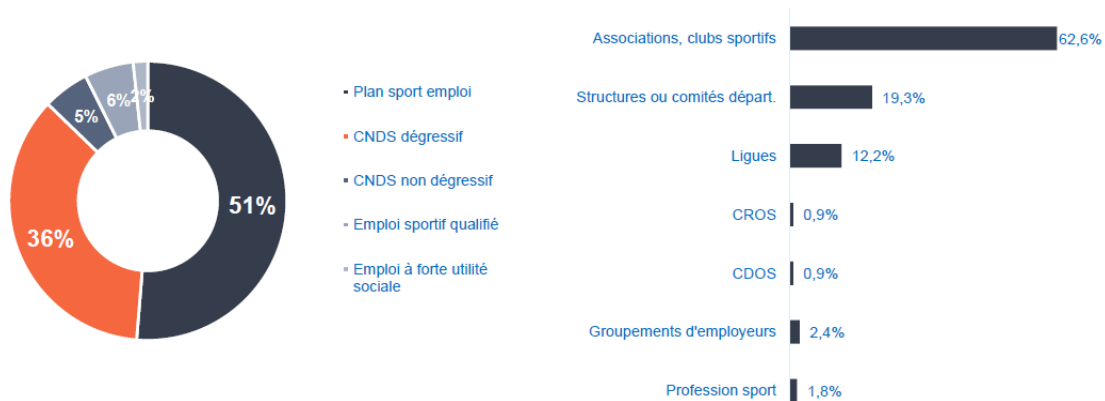 51%
36%
5%
6%
2%
Plan sport emploi
CNDS dégressif
CNDS non dégressif
Emploi sportif qualifié
Emploi à forte utilité
sociale
Associations, clubs sportifs
62,6%
Structures ou comités départ.
19,3%
Ligues
12,2%
CROS
0,9%
CDOS
0,9%
Groupements d'employeurs
2,4%
Profession sport
1,8%